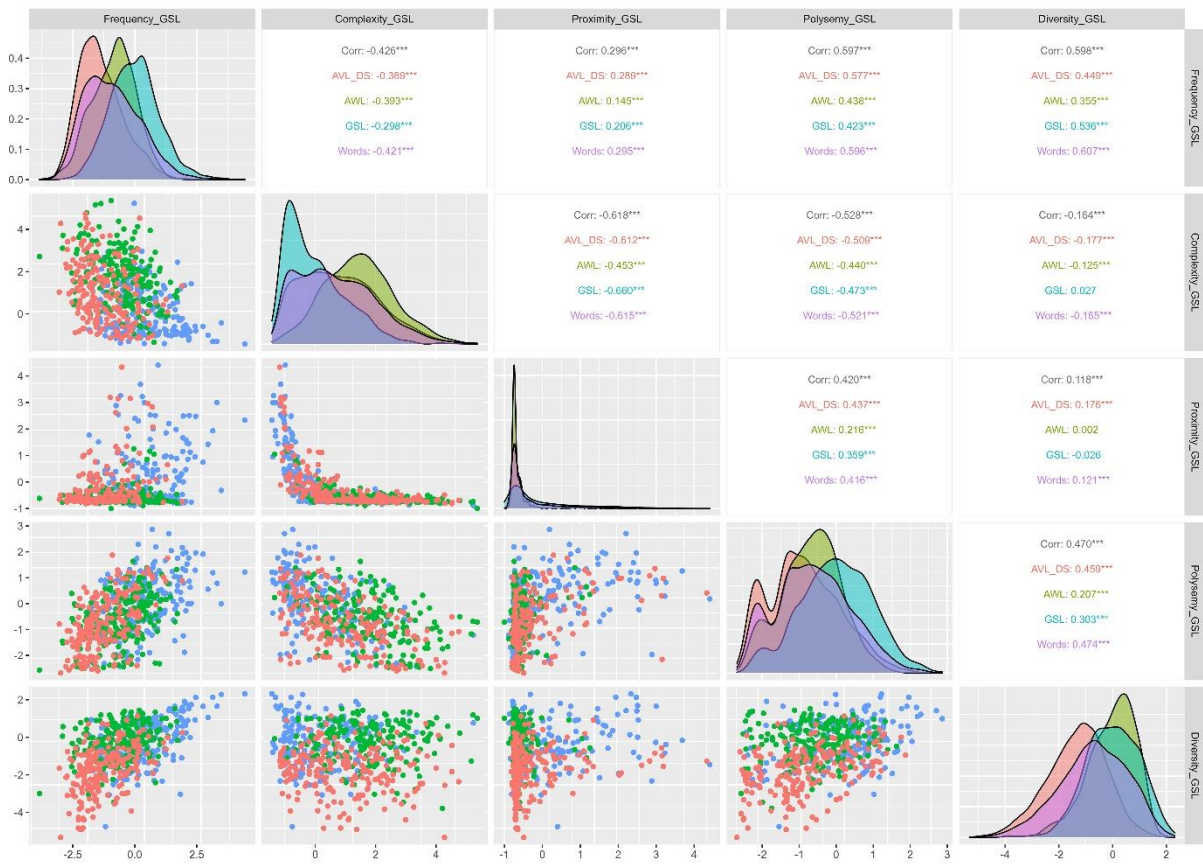 Frequency_GSL
Complexity_GSL
Proximity_GSL
Polysemy_GSL
Diversity_GSL
0.4
0.3
0.2
0.1
0.0
Corr: -0.426***
AVL_DS: -0.389***
AWL: -0.393***
GSL: -0.298***
Words: -0.421***
Corr: 0.296***
AVL_DS: 0.289***
AWL: 0.145***
GSL: 0.206***
Words: 0.295***
Corr: 0.597***
AVL_DS: 0.577***
AWL: 0.438***
GSL: 0.423***
Words: 0.596***
Corr: 0.598***
AVL_DS: 0.449***
AWL: 0.355***
GSL: 0.536***
Words: 0.607***
Frequency_GSL
4
2
0
Corr: -0.618***
AVL_DS: -0.612***
AWL: -0.453***
GSL: -0.660***
Words: -0.615***
Corr: -0.528***
AVL_DS: -0.509***
AWL: -0.440***
GSL: -0.473***
Words: -0.521***
Corr: -0.164***
AVL_DS: -0.177***
AWL: -0.125***
GSL: 0.027
Words: -0.165***
Complexity_GSL
4
3
2
1
0
-1
Corr: 0.420***
AVL_DS: 0.437***
AWL: 0.216***
GSL: 0.359***
Words: 0.416***
Corr: 0.118***
AVL_DS: 0.176***
AWL: 0.002
GSL: -0.026
Words: 0.121***
Proximity_GSL
3
2
1
0
-1
-2
Corr: 0.470***
AVL_DS: 0.459***
AWL: 0.207***
GSL: 0.303***
Words: 0.474***
Polysemy_GSL
2
0
-2
-4
Diversity_GSL
-2.5
0.0
2.5
0
2
4
-1
0
1
2
3
4
-2
-1
0
1
2
3
-4
-2
0
2